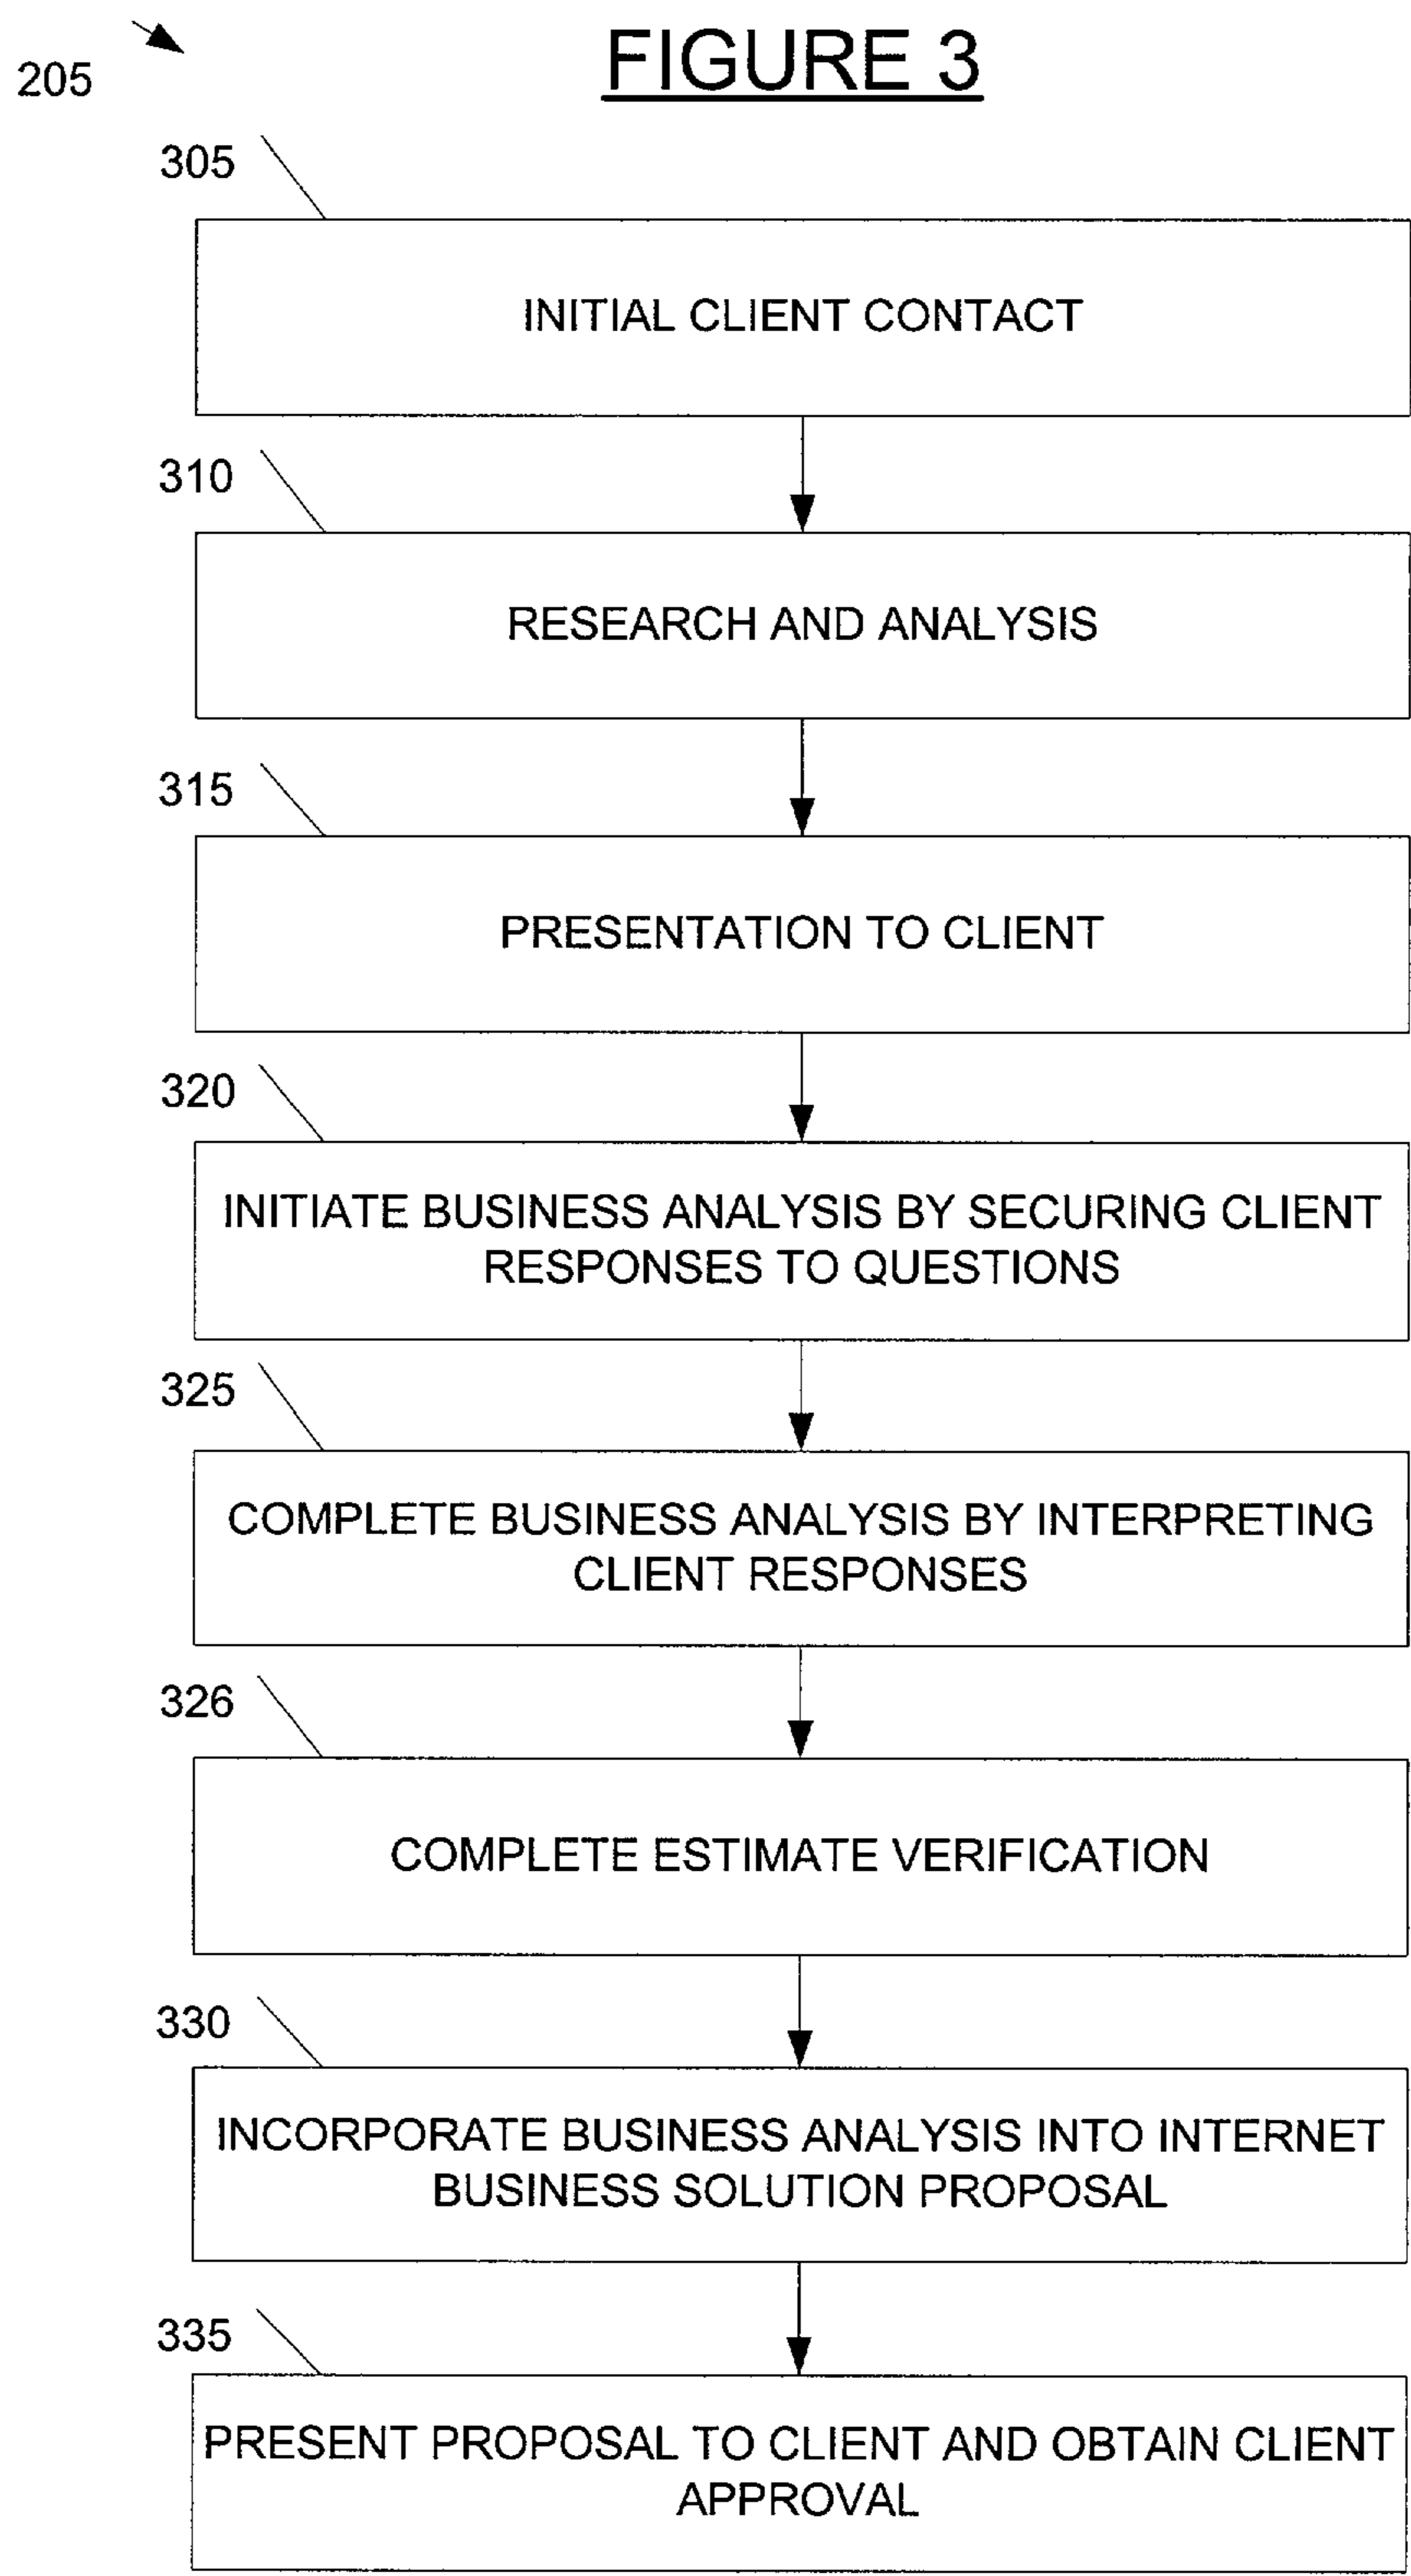 205
FIGURE 3
305
INITIAL CLIENT CONTACT
310
RESEARCH AND ANALYSIS
315
PRESENTATION TO CLIENT
320
INITIATE BUSINESS ANALYSIS BY SECURING CLIENT
RESPONSES TO QUESTIONS
325
COMPLETE BUSINESS ANALYSIS BY INTERPRETING
CLIENT RESPONSES
326
COMPLETE ESTIMATE VERIFICATION
330
INCORPORATE BUSINESS ANALYSIS INTO INTERNET
BUSINESS SOLUTION PROPOSAL
335
PRESENT PROPOSAL TO CLIENT AND OBTAIN CLIENT
APPROVAL